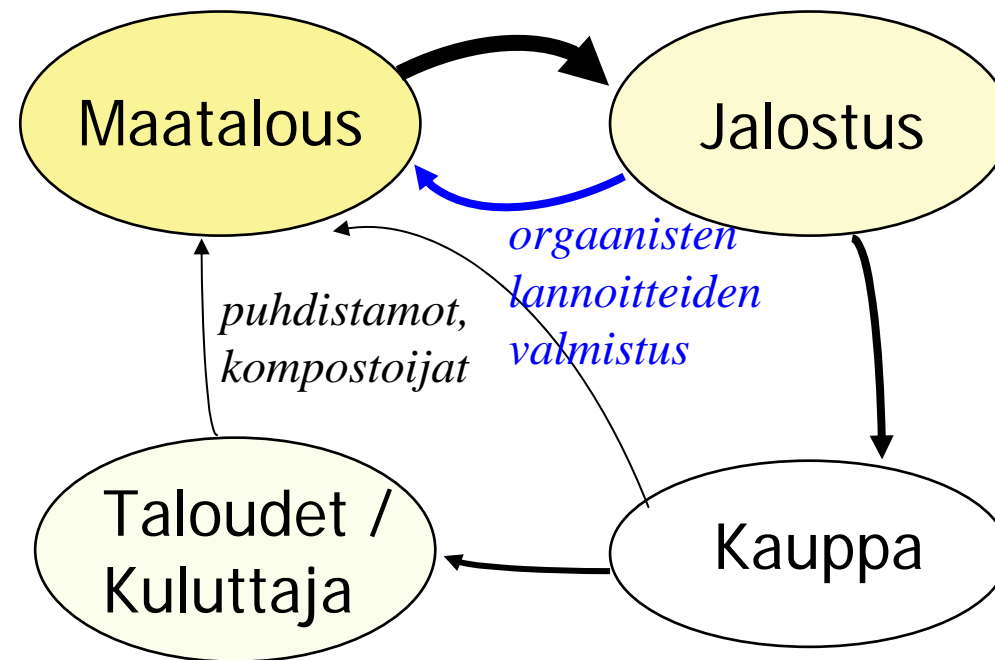 Maatalous
Jalostus
orgaanisten
lannoitteiden
valmistus
puhdistamot,
kompostoijat
Taloudet /
Kuluttaja
Kauppa